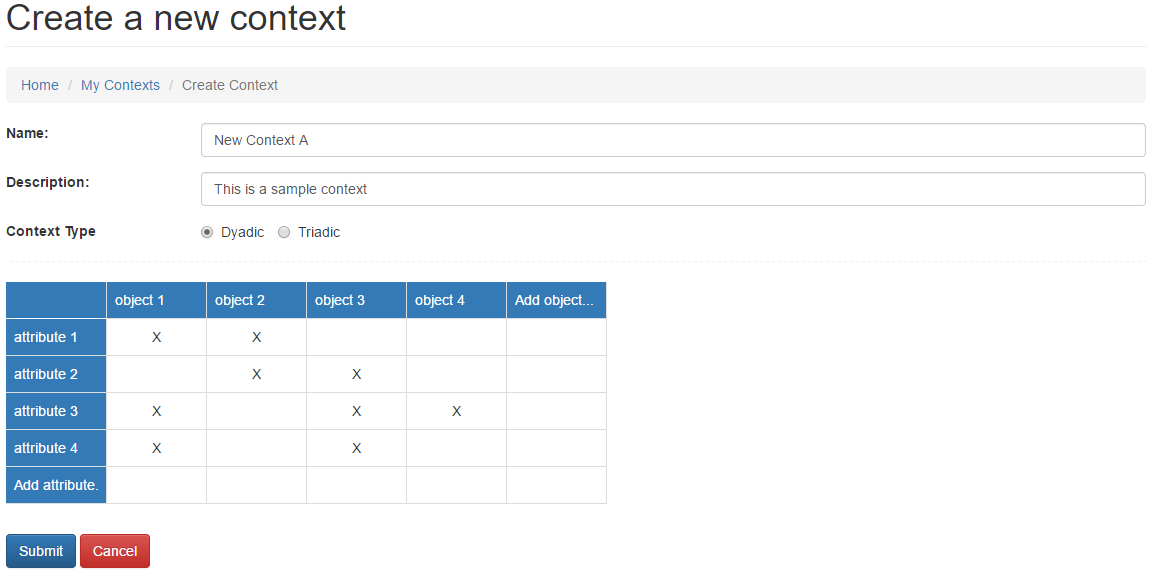 Create a new context
Home / My Contexts / Create Context
Name: New Context A
Description: This is a sample context
Context Type Dyadic Triadic
object 1 object 2 object 3 object 4 Add object...
attribute 1 X X
attribute 2 X X
attribute 3 X X X
attribute 4 X X
Add attribute.
Submit Cancel